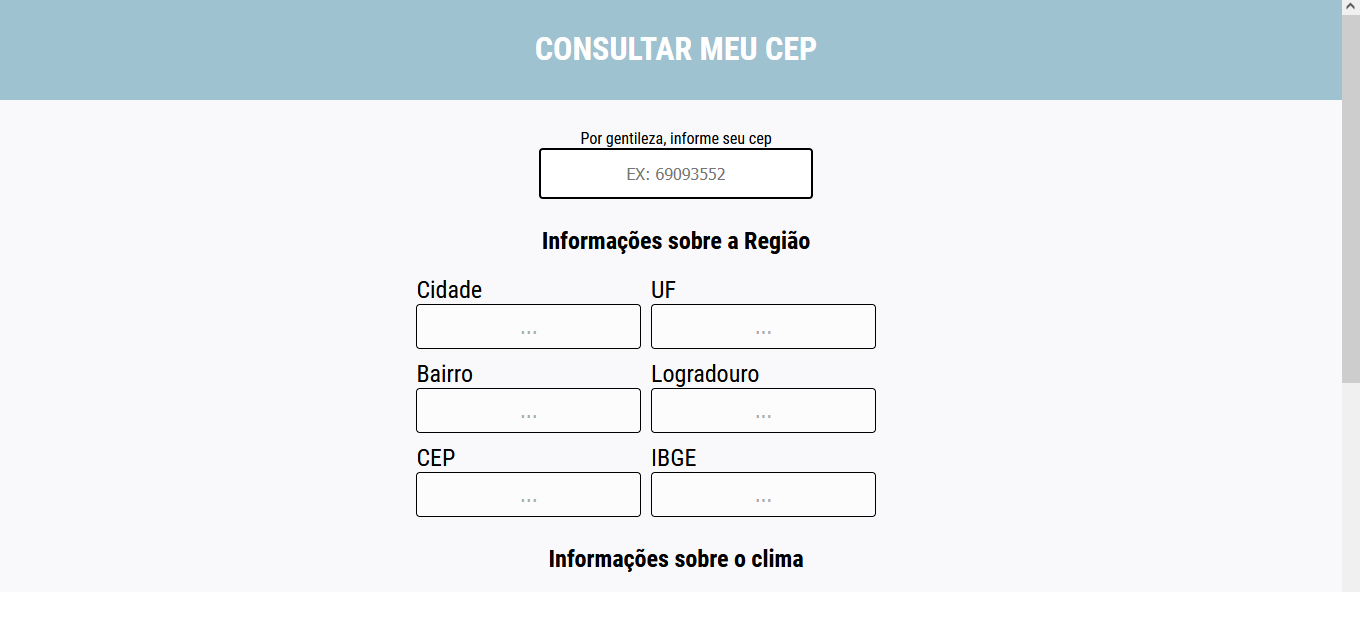 CONSULTAR MEU CEP
Por gentileza, informe seu cep
EX: 69093552
Informações sobre a Região
Cidade UF
... ...
Bairro Logradouro
... ...
CEP IBGE
... ...
Informações sobre o clima